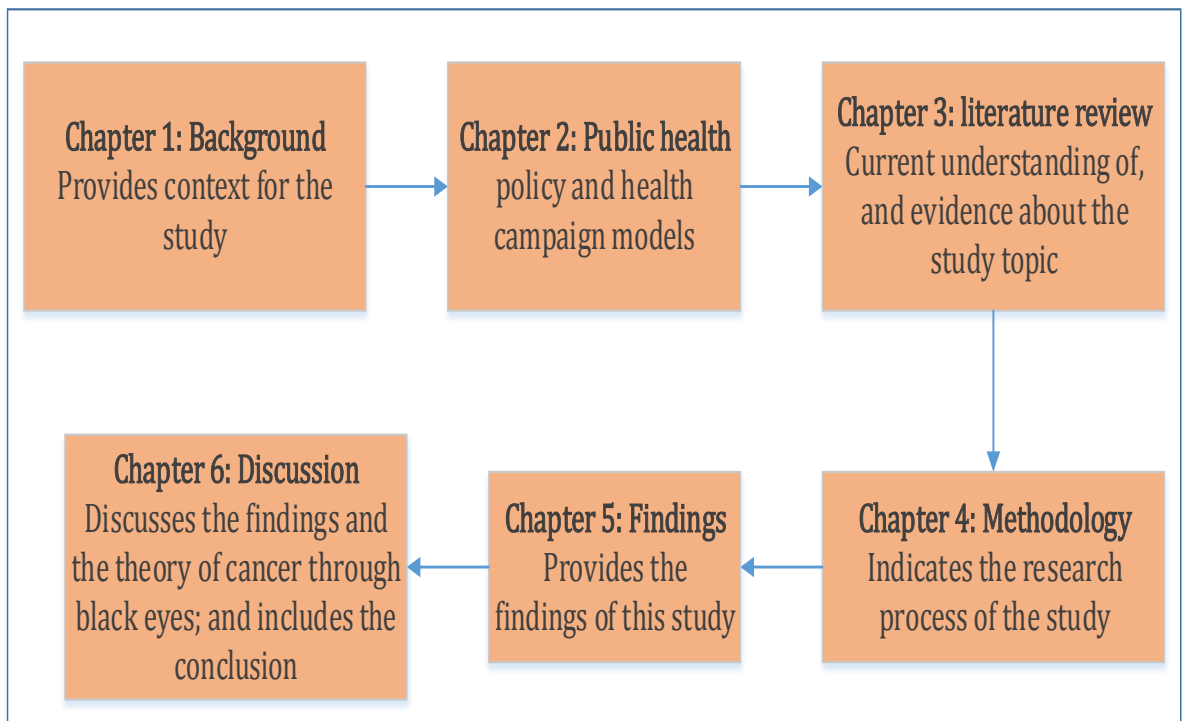 Chapter 1: Background
Provides context for the
study
Chapter 2: Public health
policy and health
campaign models
Chapter 3: literature review
Current understanding of,
and evidence about the
study topic
Chapter 4: Methodology
Indicates the research
process of the study
Chapter 5: Findings
Provides the
findings of this study
Chapter 6: Discussion
Discusses the findings and
the theory of cancer through
black eyes; and includes the
conclusion